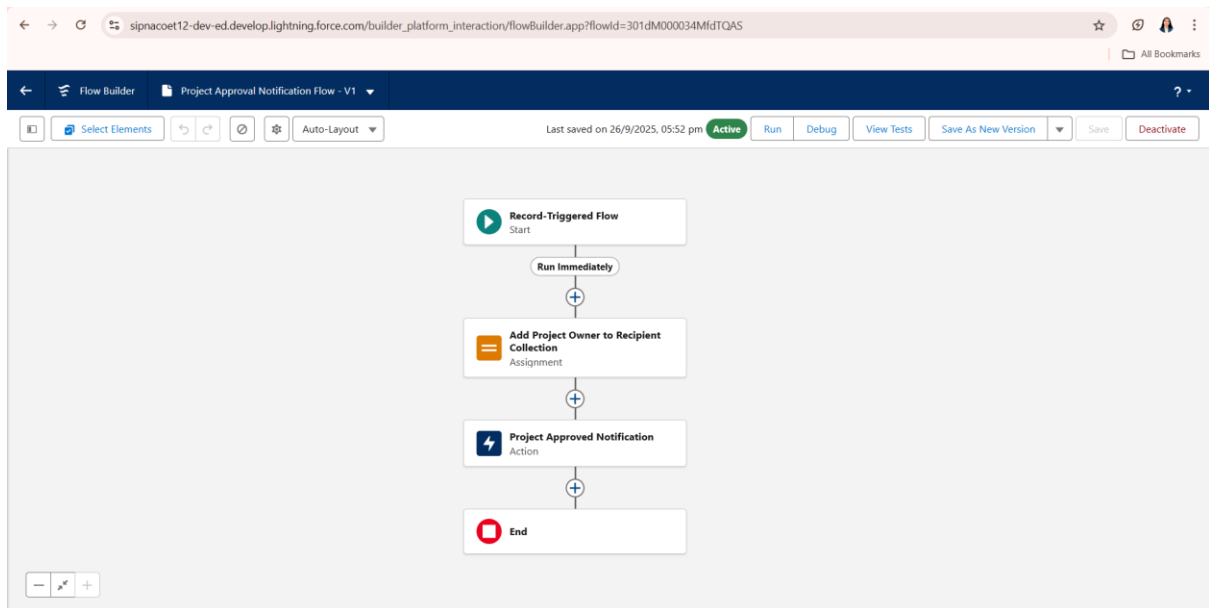 sipnacoet12-dev-ed.develop.lightning.force.com/builder_platform_interaction/flowBuilder.app?flowId=301dM000034MfdTQAS
All Bookmarks
Flow Builder
Project Approval Notification Flow - V1
?
Select Elements
Auto-Layout
Last saved on 26/9/2025, 05:52 pm
Active
Run
Debug
View Tests
Save As New Version
Save
Deactivate
Record-Triggered Flow
Start
Run Immediately
Add Project Owner to Recipient
Collection
Assignment
Project Approved Notification
Action
End